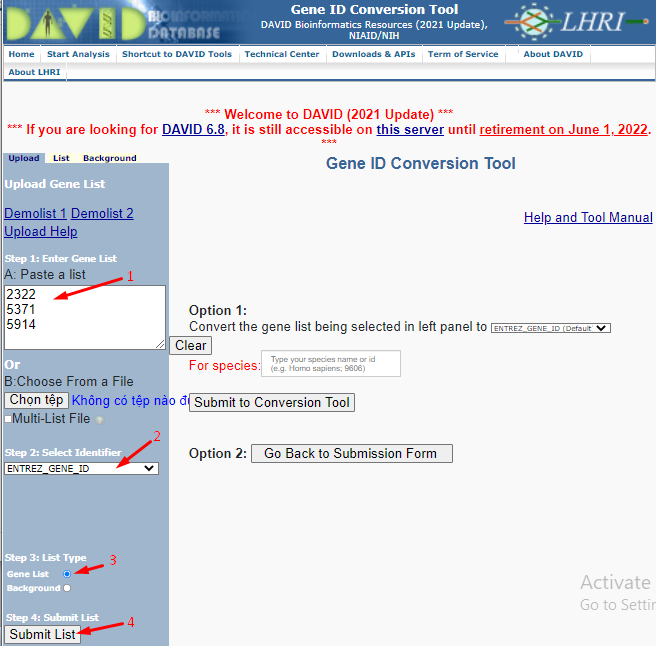 DAVID BIOINFORMATICS DATABASE
Gene ID Conversion Tool
DAVID Bioinformatics Resources (2021 Update),
NIAID/NIH
LHRI
Home Start Analysis Shortcut to DAVID Tools Technical Center Downloads & APIs Term of Service About DAVID
About LHRI
*** Welcome to DAVID (2021 Update) ***
*** If you are looking for DAVID 6.8, it is still accessible on this server until retirement on June 1, 2022.
***
Upload List Background
Gene ID Conversion Tool
Upload Gene List
Demolist 1 Demolist 2
Upload Help
Help and Tool Manual
Step 1: Enter Gene List
A: Paste a list
1
2322
5371
5914
Option 1:
Convert the gene list being selected in left panel to ENTREZ_GENE_ID (Default
Clear
For species: Type your species name or id
(e.g. Homo sapiens; 9606)
Or
B:Choose From a File
Chọn tệp Không có tệp nào
Submit to Conversion Tool
Multi-List File
2
Step 2: Select Identifier
ENTREZ_GENE_ID
Option 2: Go Back to Submission Form
Step 3: List Type
3
Gene List
Background
Step 4: Submit List
Submit List
4
Activate
Go to Settin